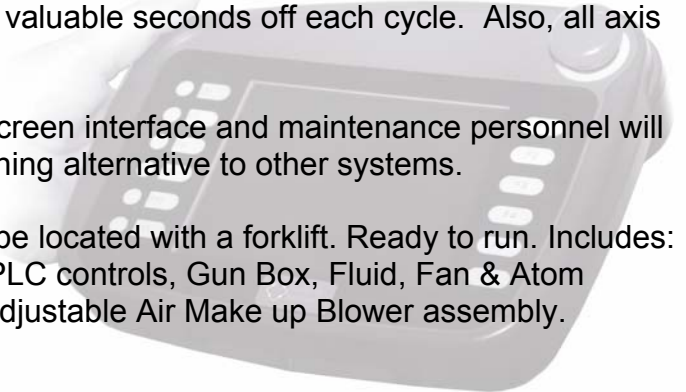 valuable seconds off each cycle. Also, all axis
creen interface and maintenance personnel will
ning alternative to other systems.
be located with a forklift. Ready to run. Includes:
PLC controls, Gun Box, Fluid, Fan & Atom
djustable Air Make up Blower assembly.